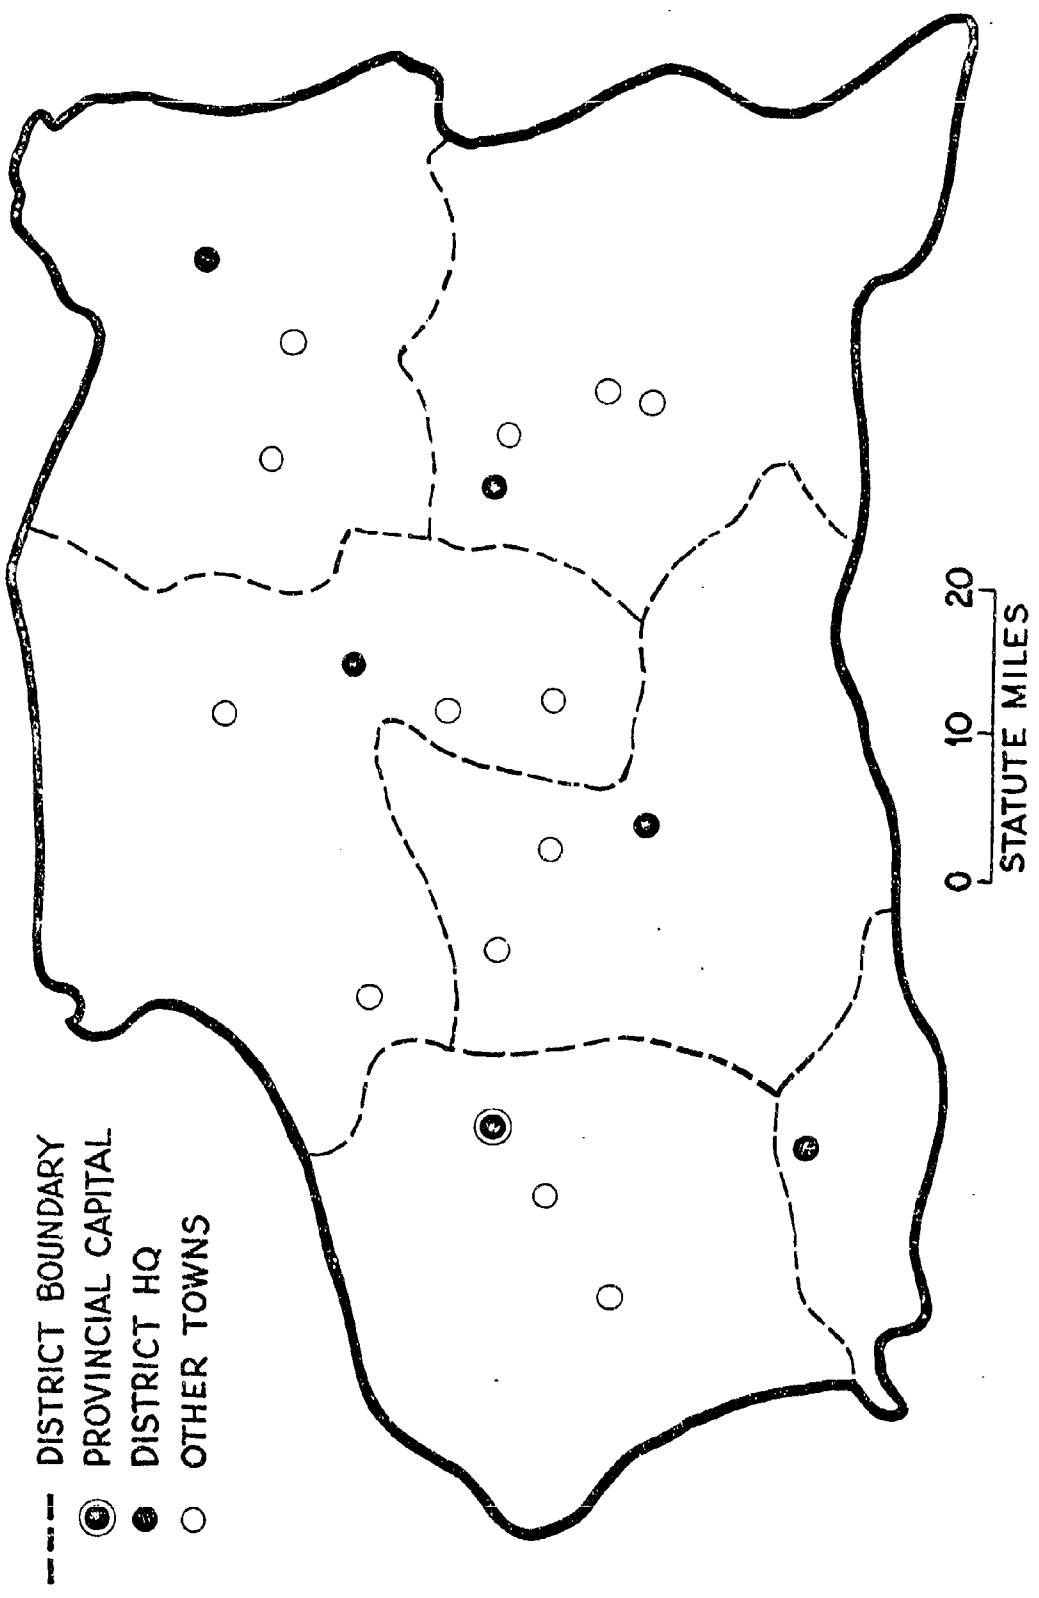 DISTRICT BOUNDARY
PROVINCIAL CAPITAL
DISTRICT HQ
OTHER TOWNS
0 10 20
STATUTE MILES